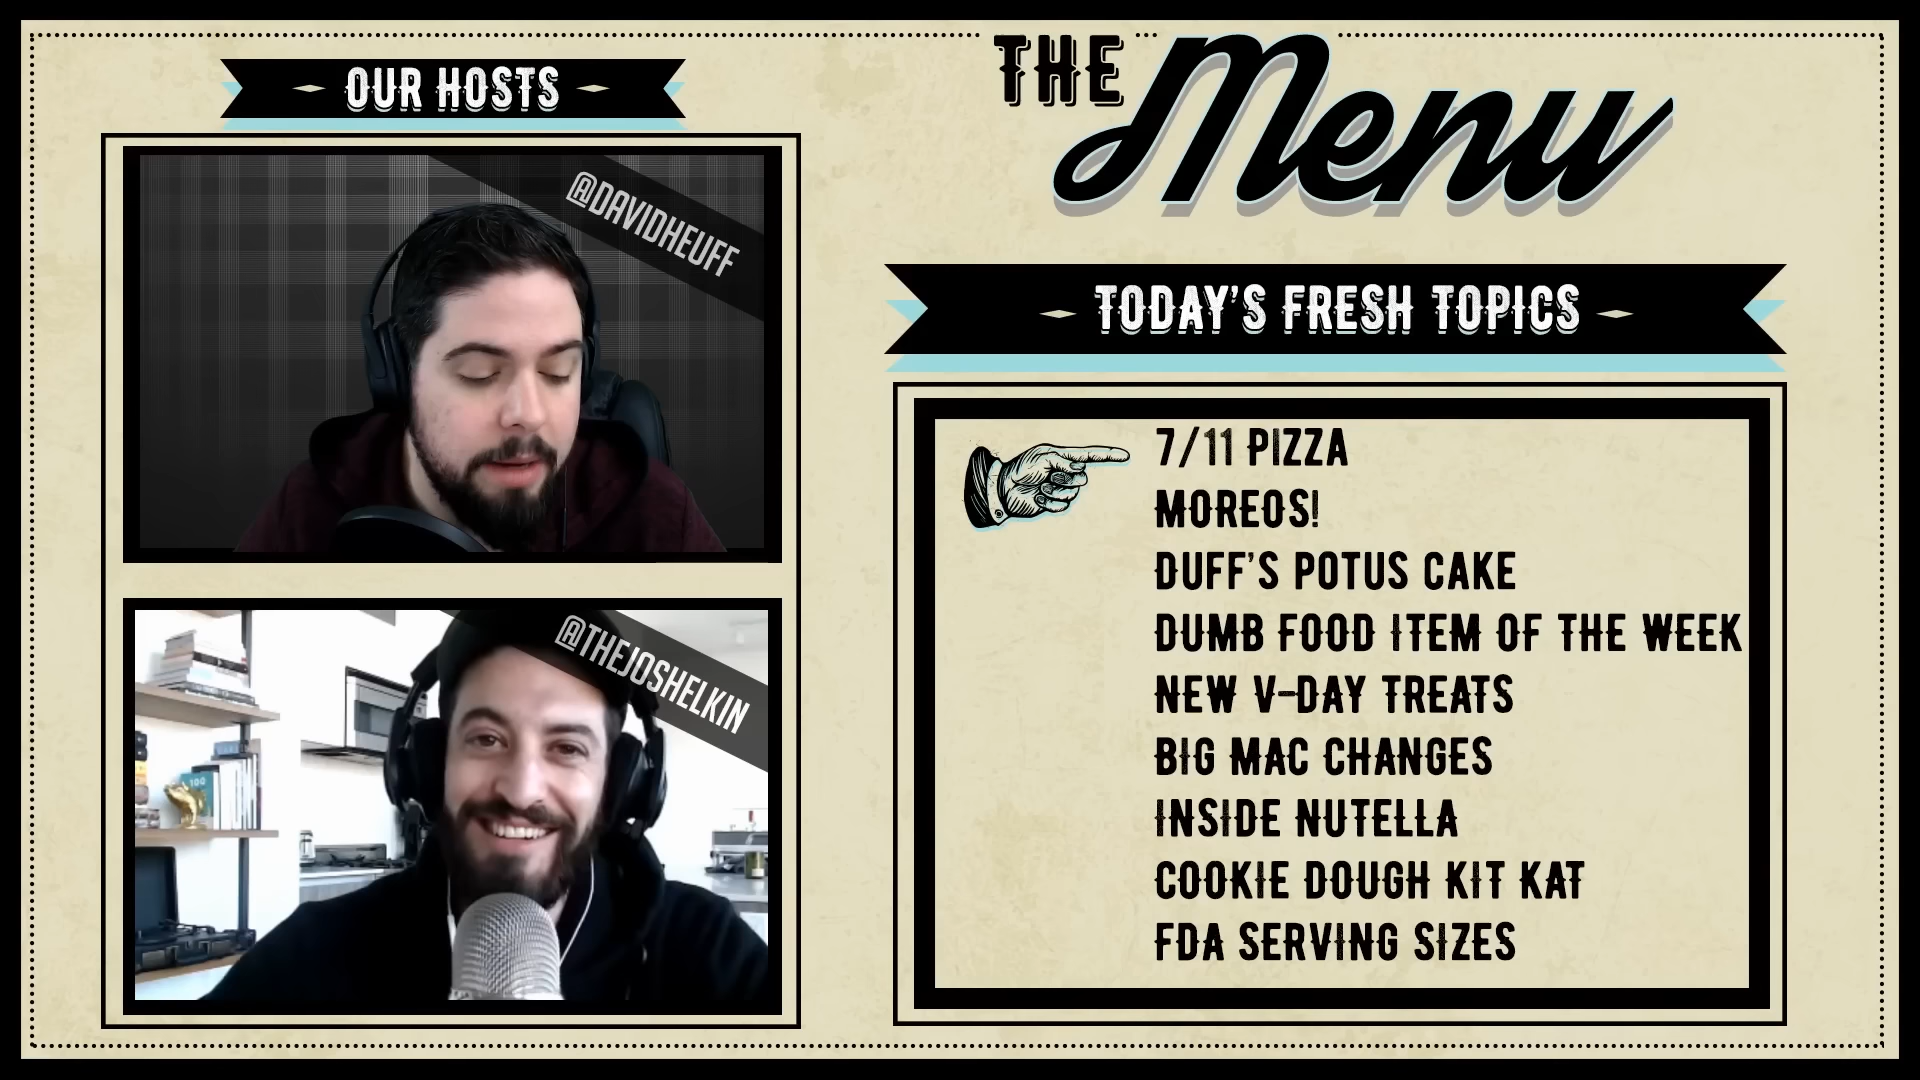 OUR HOSTS
@DAVIDHEUFF
@THEJOSHELKIN
THE Menu
TODAY'S FRESH TOPICS
7/11 PIZZA
MOREOS!
DUFF'S POTUS CAKE
DUMB FOOD ITEM OF THE WEEK
NEW V-DAY TREATS
BIG MAC CHANGES
INSIDE NUTELLA
COOKIE DOUGH KIT KAT
FDA SERVING SIZES
100